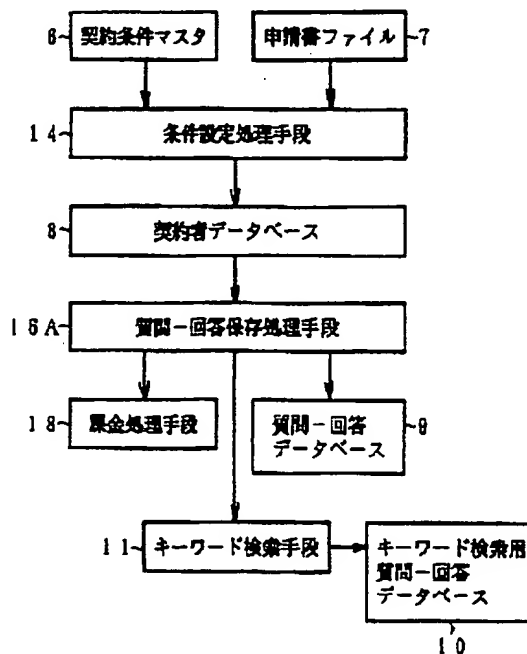 6 契約条件マスタ
申請書ファイル 7
14 条件設定処理手段
8 契約者データベース
16A 質問ー回答保存処理手段
18 課金処理手段
質問ー回答 9
データベース
11 キーワード検索手段
キーワード検索用
質問ー回答
データベース
10